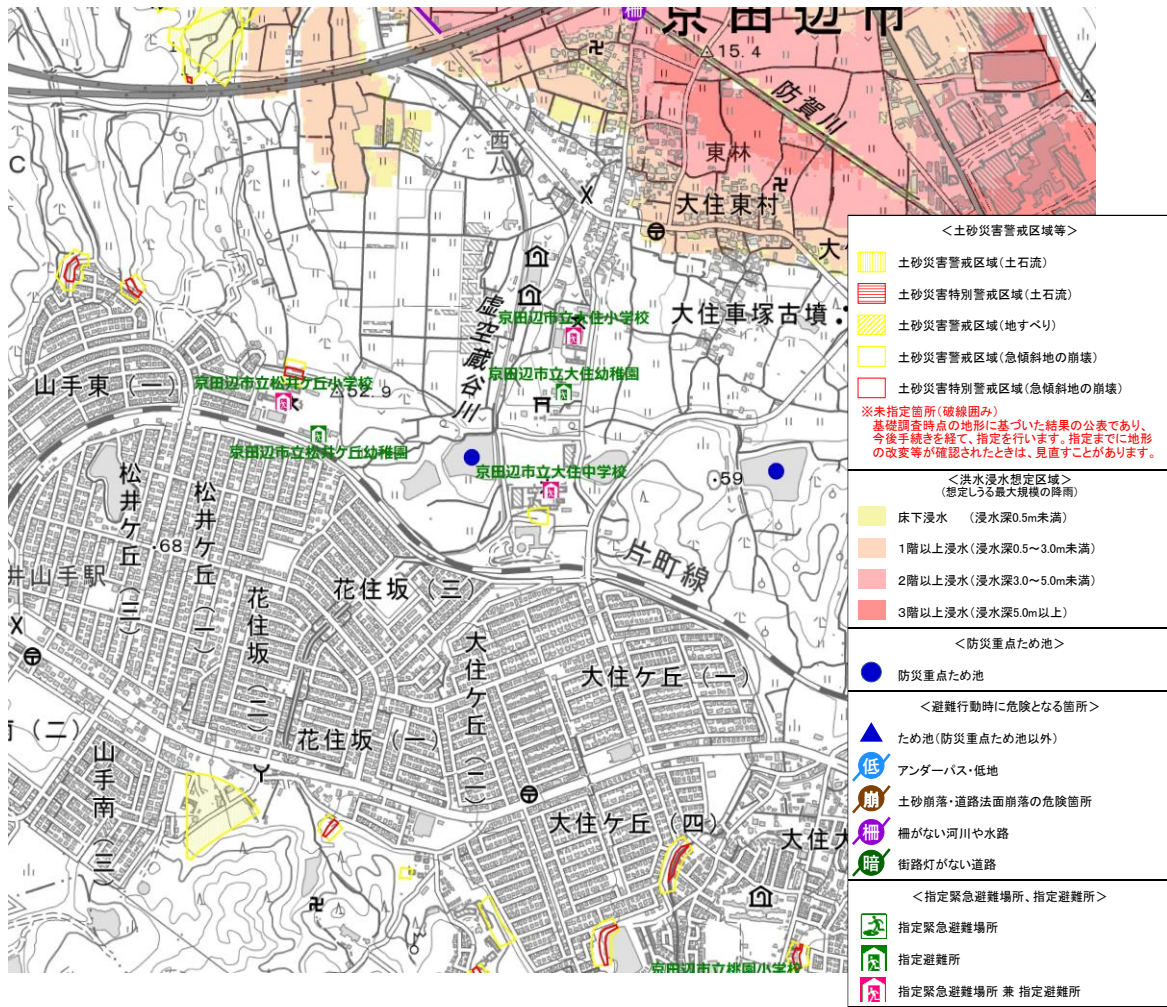 京田辺市
柵
15.4
防賀川
西八
東林
大住東村
大住車塚古墳
虚空蔵谷川
京田辺市立大住小学校
京田辺市立大住幼稚園
山手東（一）
京田辺市立松井ケ丘小学校
52.9
京田辺市立松井ケ丘幼稚園
京田辺市立大住中学校
59
片町線
松井ケ丘（三）
松井ケ丘（一）
68
井山手駅
花住坂（三）
花住坂（二）
花住坂（一）
大住ケ丘（二）
大住ケ丘（一）
大住ケ丘（四）
（二）
山手南（三）
京田辺市立桃園小学校
＜土砂災害警戒区域等＞
土砂災害警戒区域（土石流）
土砂災害特別警戒区域（土石流）
土砂災害警戒区域（地すべり）
土砂災害警戒区域（急傾斜地の崩壊）
土砂災害特別警戒区域（急傾斜地の崩壊）
※未指定箇所（破線囲み）
基礎調査時点の地形に基づいた結果の公表であり、
今後手続きを経て、指定を行います。指定までに地形
の改変等が確認されたときは、見直すことがあります。
＜洪水浸水想定区域＞
（想定しうる最大規模の降雨）
床下浸水　（浸水深0.5m未満）
1階以上浸水（浸水深0.5～3.0m未満）
2階以上浸水（浸水深3.0～5.0m未満）
3階以上浸水（浸水深5.0m以上）
＜防災重点ため池＞
防災重点ため池
＜避難行動時に危険となる箇所＞
ため池（防災重点ため池以外）
低 アンダーパス・低地
崩 土砂崩落・道路法面崩落の危険箇所
柵 柵がない河川や水路
暗 街路灯がない道路
＜指定緊急避難場所、指定避難所＞
指定緊急避難場所
指定避難所
指定緊急避難場所 兼 指定避難所